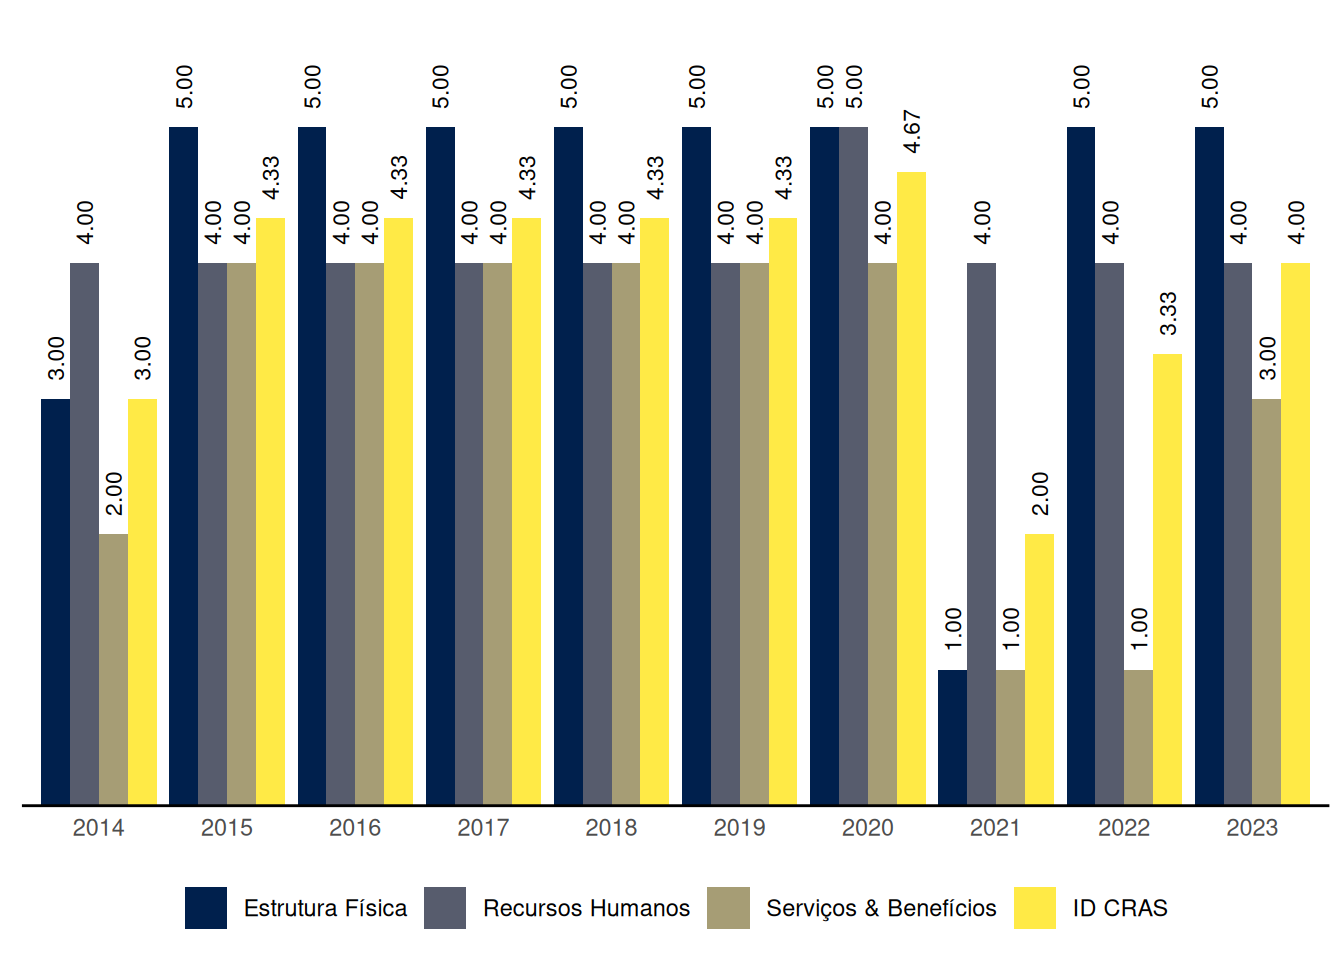 5.00 5.00 5.00 5.00 5.00 5.00 5.00 5.00 5.00
4.67
4.33 4.33 4.33 4.33 4.33
4.00 4.00 4.00 4.00 4.00 4.00 4.00 4.00 4.00 4.00 4.00 4.00 4.00 4.00 4.00 4.00
3.33
3.00 3.00 3.00
2.00 2.00
1.00 1.00 1.00
2014 2015 2016 2017 2018 2019 2020 2021 2022 2023
Estrutura Física Recursos Humanos Serviços & Benefícios ID CRAS